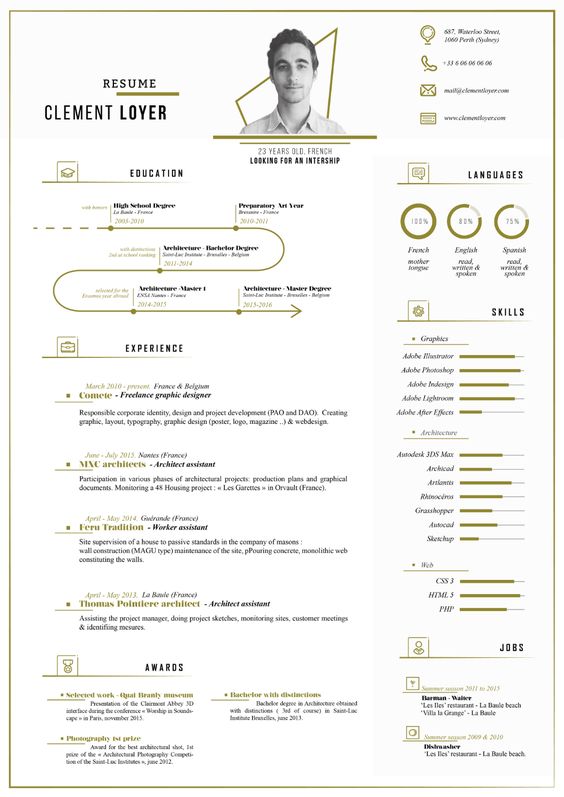 RESUME
CLEMENT LOYER
23 YEARS OLD, FRENCH
LOOKING FOR AN INTERSHIP
687, Waterloo Street,
1060 Perth (Sydney)
+33 6 06 06 06 06
mail@clementloyer.com
www.clementloyer.com
EDUCATION
with honors
High School Degree
La Baule - France
2003-2010
Preparatory Art Year
Bressuire - France
2010-2011
with distinctions
2nd at school ranking
Architecture - Bachelor Degree
Saint-Luc Institute - Bruxelles - Belgium
2011-2014
selected for the
Erasmus year abroad
Architecture -Master 1
ENSA Nantes - France
2014-2015
Architecture - Master Degree
Saint-Luc Institute - Bruxelles - Belgium
2015-2016
EXPERIENCE
March 2010 - present. France & Belgium
Comete - Freelance graphic designer
Responsible corporate identity, design and project development (PAO and DAO). Creating
graphic, layout, typography, graphic design (poster, logo, magazine ..) & webdesign.
June - July 2015. Nantes (France)
MXC architects - Architect assistant
Participation in various phases of architectural projects: production plans and graphical
documents. Monitoring a 48 Housing project : « Les Garettes » in Orvault (France).
April - May 2014. Guérande (France)
Feru Tradition - Worker assistant
Site supervision of a house to passive standards in the company of masons :
wall construction (MAGU type) maintenance of the site, pPouring concrete, monolithic web
constituting the walls.
April - May 2013. La Baule (France)
Thomas Pointiere architect - Architect assistant
Assisting the project manager, doing project sketches, monitoring sites, customer meetings
& identifiing mesures.
AWARDS
Selected work -Quai Branly museum
Presentation of the Clairmont Abbey 3D
interface during the conference « Worship in Sounds-
cape » in Paris, november 2015.
Photography 1st prize
Award for the best architectural shot, 1st
prize of the « Architectural Photography Competi-
tion of the Saint-Luc Institutes », june 2012.
Bachelor with distinctions
Bachelor degree in Architecture obtained
with distinctions ( 3rd of course) in Saint-Luc
Institute Bruxelles, june 2013.
LANGUAGES
100%
80%
75%
French
English
Spanish
mother
tongue
read,
written &
spoken
read,
written &
spoken
SKILLS
Graphics
Adobe Illustrator
Adobe Photoshop
Adobe Indesign
Adobe Lightroom
Adobe After Effects
Architecture
Autodesk 3DS Max
Archicad
Artlantis
Rhinocéros
Grasshopper
Autocad
Sketchup
Web
CSS 3
HTML 5
PHP
JOBS
Summer season 2011 to 2015
Barman - Waiter
'Les Iles' restaurant - La Baule beach
'Villa la Grange' - La Baule
Summer season 2009 & 2010
Dishwasher
'Les Iles' restaurant - La Baule beach.